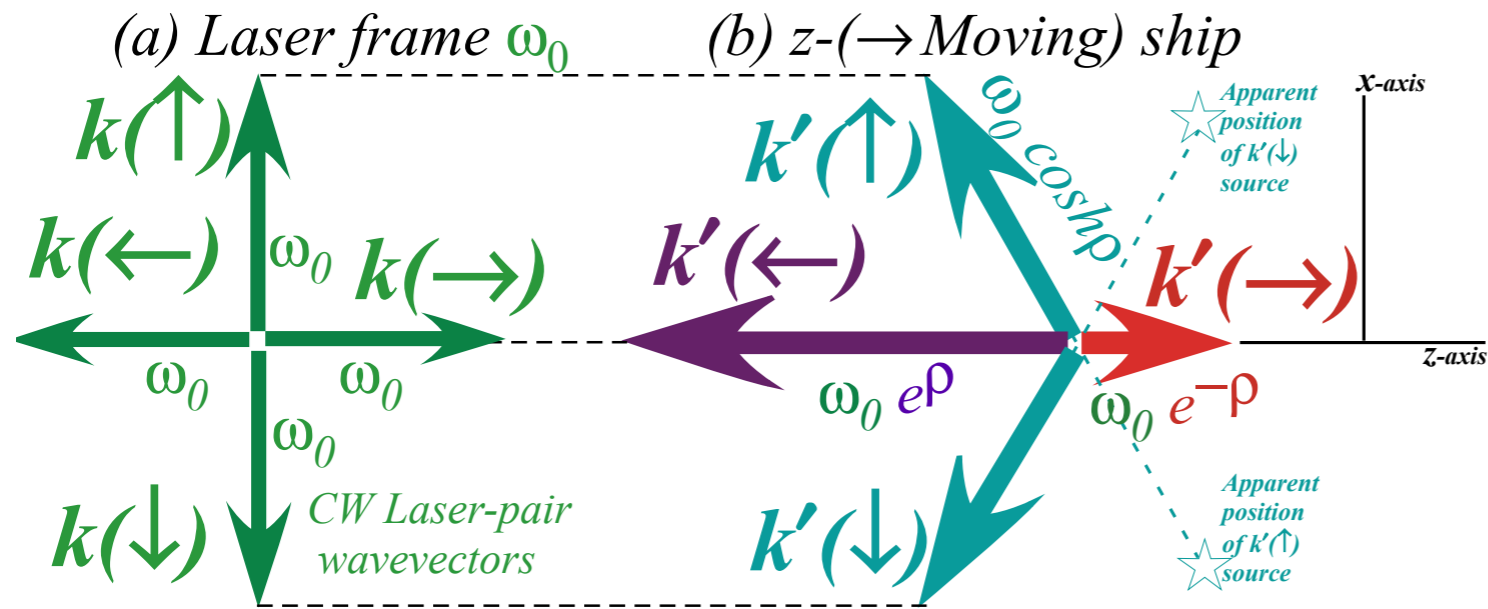 (a) Laser frame ω₀
(b) z-(→Moving) ship
k(↑)
k(←)
ω₀
k(→)
ω₀
ω₀
ω₀
k(↓)
CW Laser-pair
wavevectors
k′(↑)
ω₀ coshρ
k′(←)
k′(→)
ω₀ e^ρ
ω₀ e^−ρ
k′(↓)
Apparent
position
of k′(↓)
source
x-axis
z-axis
Apparent
position
of k′(↑)
source